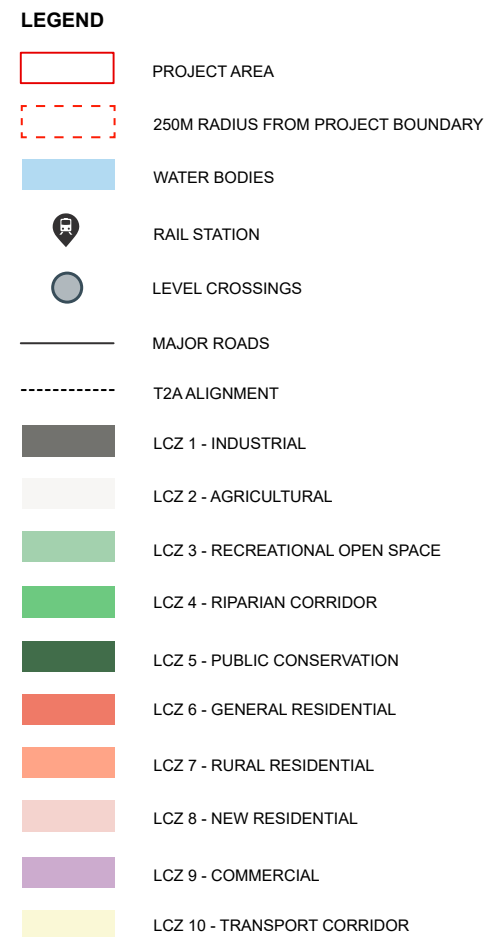 LEGEND
PROJECT AREA
250M RADIUS FROM PROJECT BOUNDARY
WATER BODIES
RAIL STATION
LEVEL CROSSINGS
MAJOR ROADS
T2A ALIGNMENT
LCZ 1 - INDUSTRIAL
LCZ 2 - AGRICULTURAL
LCZ 3 - RECREATIONAL OPEN SPACE
LCZ 4 - RIPARIAN CORRIDOR
LCZ 5 - PUBLIC CONSERVATION
LCZ 6 - GENERAL RESIDENTIAL
LCZ 7 - RURAL RESIDENTIAL
LCZ 8 - NEW RESIDENTIAL
LCZ 9 - COMMERCIAL
LCZ 10 - TRANSPORT CORRIDOR